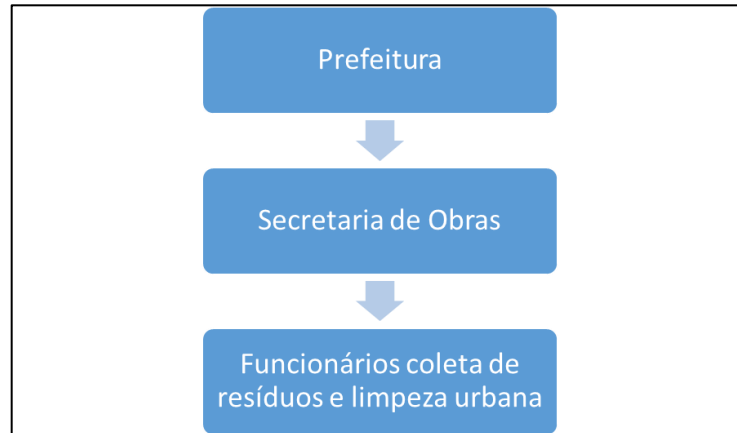 Prefeitura
Secretaria de Obras
Funcionários coleta de
resíduos e limpeza urbana